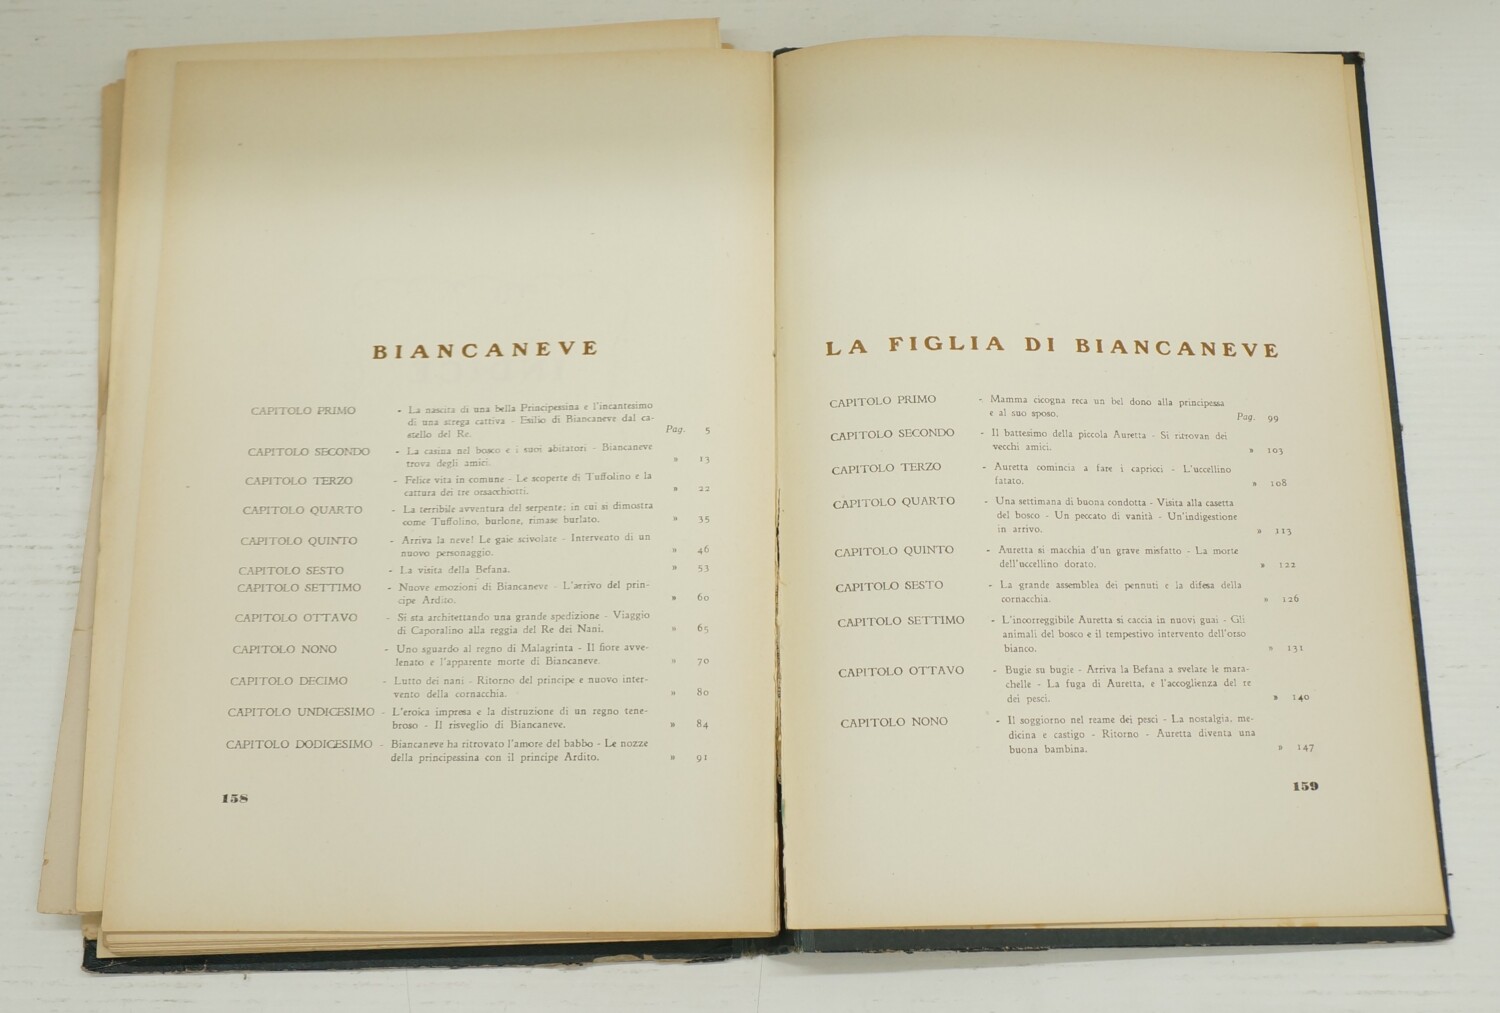 BIANCANEVE
CAPITOLO PRIMO - La nascita di una bella Principessina e l'incantesimo
di una strega cattiva - Esilio di Biancaneve dal ca-
stello del Re. Pag. 5
CAPITOLO SECONDO - La casina nel bosco e i suoi abitatori - Biancaneve
trova degli amici. » 13
CAPITOLO TERZO - Felice vita in comune - Le scoperte di Tuffolino e la
cattura dei tre orsacchiotti. » 22
CAPITOLO QUARTO - La terribile avventura del serpente; in cui si dimostra
come Tuffolino, burlone, rimase burlato. » 35
CAPITOLO QUINTO - Arriva la neve! Le gaie scivolate - Intervento di un
nuovo personaggio. » 46
CAPITOLO SESTO - La visita della Befana. » 53
CAPITOLO SETTIMO - Nuove emozioni di Biancaneve - L'arrivo del prin-
cipe Ardito. » 60
CAPITOLO OTTAVO - Si sta architettando una grande spedizione - Viaggio
di Caporalino alla reggia del Re dei Nani. » 65
CAPITOLO NONO - Uno sguardo al regno di Malagrinta - Il fiore avve-
lenato e l'apparente morte di Biancaneve. » 70
CAPITOLO DECIMO - Lutto dei nani - Ritorno del principe e nuovo inter-
vento della cornacchia. » 80
CAPITOLO UNDICESIMO - L'eroica impresa e la distruzione di un regno tene-
broso - Il risveglio di Biancaneve. » 84
CAPITOLO DODICESIMO - Biancaneve ha ritrovato l'amore del babbo - Le nozze
della principessina con il principe Ardito. » 91
158
LA FIGLIA DI BIANCANEVE
CAPITOLO PRIMO - Mamma cicogna reca un bel dono alla principessa
e al suo sposo. Pag. 99
CAPITOLO SECONDO - Il battesimo della piccola Auretta - Si ritrovan dei
vecchi amici. » 103
CAPITOLO TERZO - Auretta comincia a fare i capricci - L'uccellino
fatato. » 108
CAPITOLO QUARTO - Una settimana di buona condotta - Visita alla casetta
del bosco - Un peccato di vanità - Un'indigestione
in arrivo. » 113
CAPITOLO QUINTO - Auretta si macchia d'un grave misfatto - La morte
dell'uccellino dorato. » 122
CAPITOLO SESTO - La grande assemblea dei pennuti e la difesa della
cornacchia. » 126
CAPITOLO SETTIMO - L'incorreggibile Auretta si caccia in nuovi guai - Gli
animali del bosco e il tempestivo intervento dell'orso
bianco. » 131
CAPITOLO OTTAVO - Bugie su bugie - Arriva la Befana a svelare le mara-
chelle - La fuga di Auretta, e l'accoglienza del re
dei pesci. » 140
CAPITOLO NONO - Il soggiorno nel reame dei pesci - La nostalgia, me-
dicina e castigo - Ritorno - Auretta diventa una
buona bambina. » 147
159